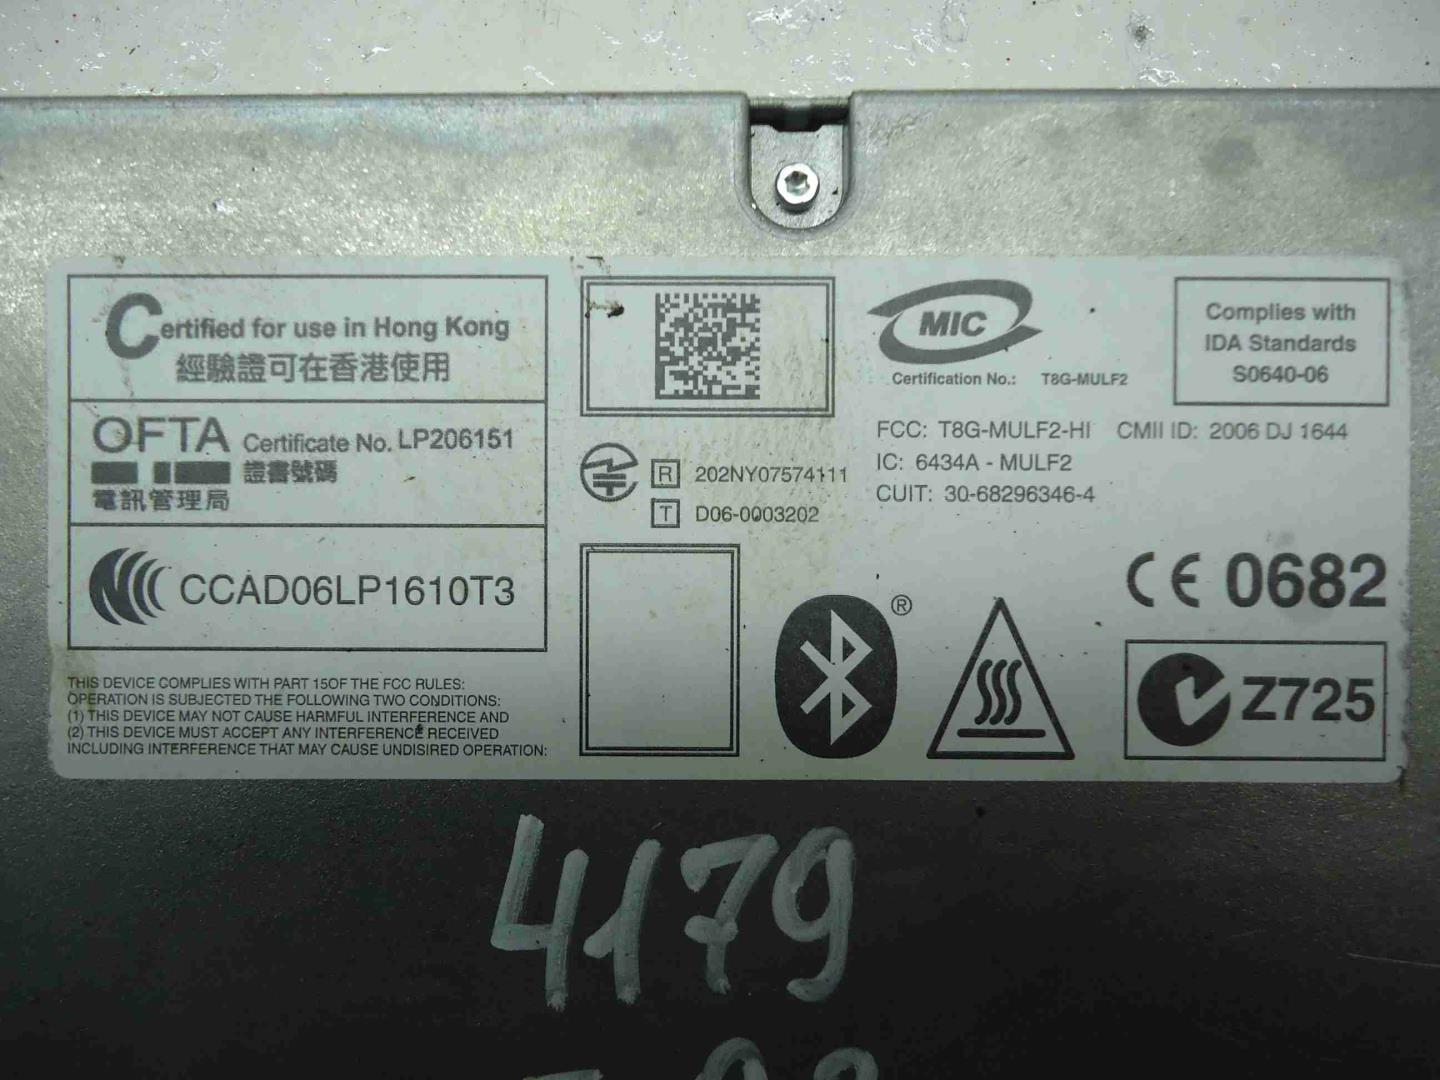 Certified for use in Hong Kong
經驗證可在香港使用
OFTA Certificate No. LP206151
證書號碼
電訊管理局
CCAD06LP1610T3
THIS DEVICE COMPLIES WITH PART 15OF THE FCC RULES:
OPERATION IS SUBJECTED THE FOLLOWING TWO CONDITIONS:
(1) THIS DEVICE MAY NOT CAUSE HARMFUL INTERFERENCE AND
(2) THIS DEVICE MUST ACCEPT ANY INTERFERENCE RECEIVED
INCLUDING INTERFERENCE THAT MAY CAUSE UNDISIRED OPERATION:
R 202NY07574111
T D06-0003202
MIC
Certification No.: T8G-MULF2
Complies with
IDA Standards
S0640-06
FCC: T8G-MULF2-HI CMII ID: 2006 DJ 1644
IC: 6434A - MULF2
CUIT: 30-68296346-4
®
CE 0682
Z725
4179